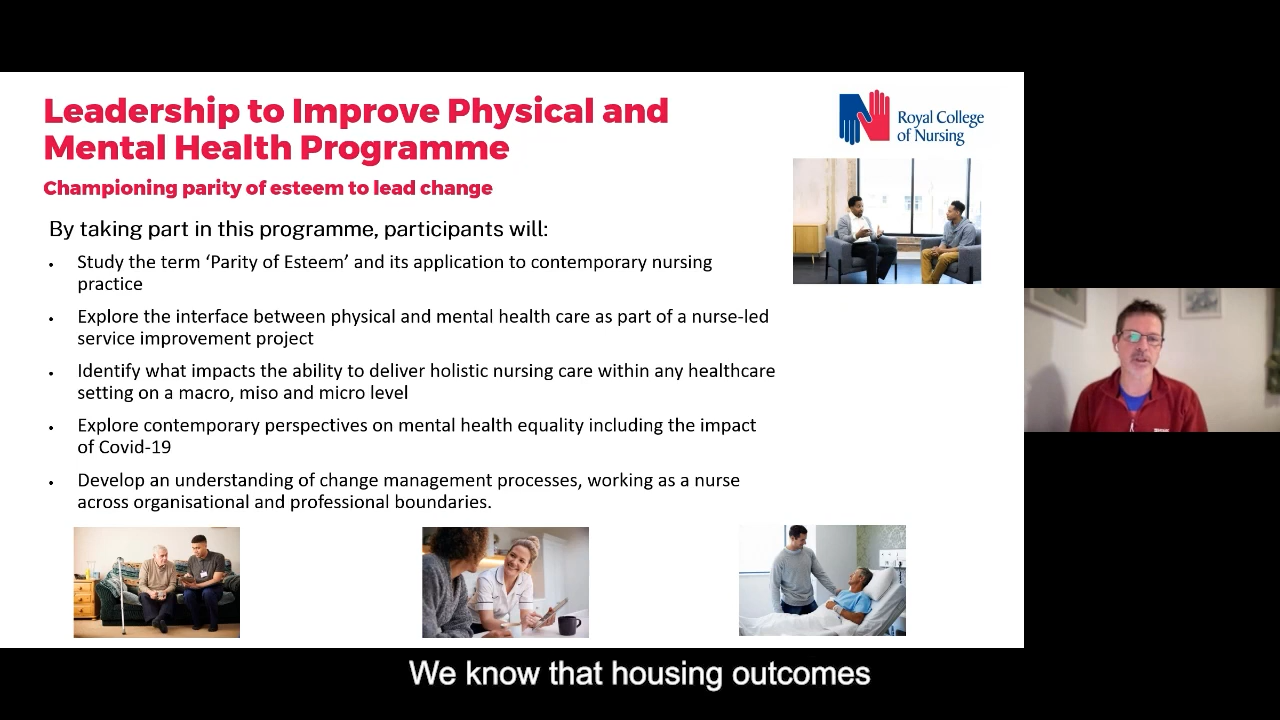 Leadership to Improve Physical and
Mental Health Programme
Royal College
of Nursing
Championing parity of esteem to lead change
By taking part in this programme, participants will:
• Study the term ‘Parity of Esteem’ and its application to contemporary nursing
practice
• Explore the interface between physical and mental health care as part of a nurse-led
service improvement project
• Identify what impacts the ability to deliver holistic nursing care within any healthcare
setting on a macro, miso and micro level
• Explore contemporary perspectives on mental health equality including the impact
of Covid-19
• Develop an understanding of change management processes, working as a nurse
across organisational and professional boundaries.
We know that housing outcomes